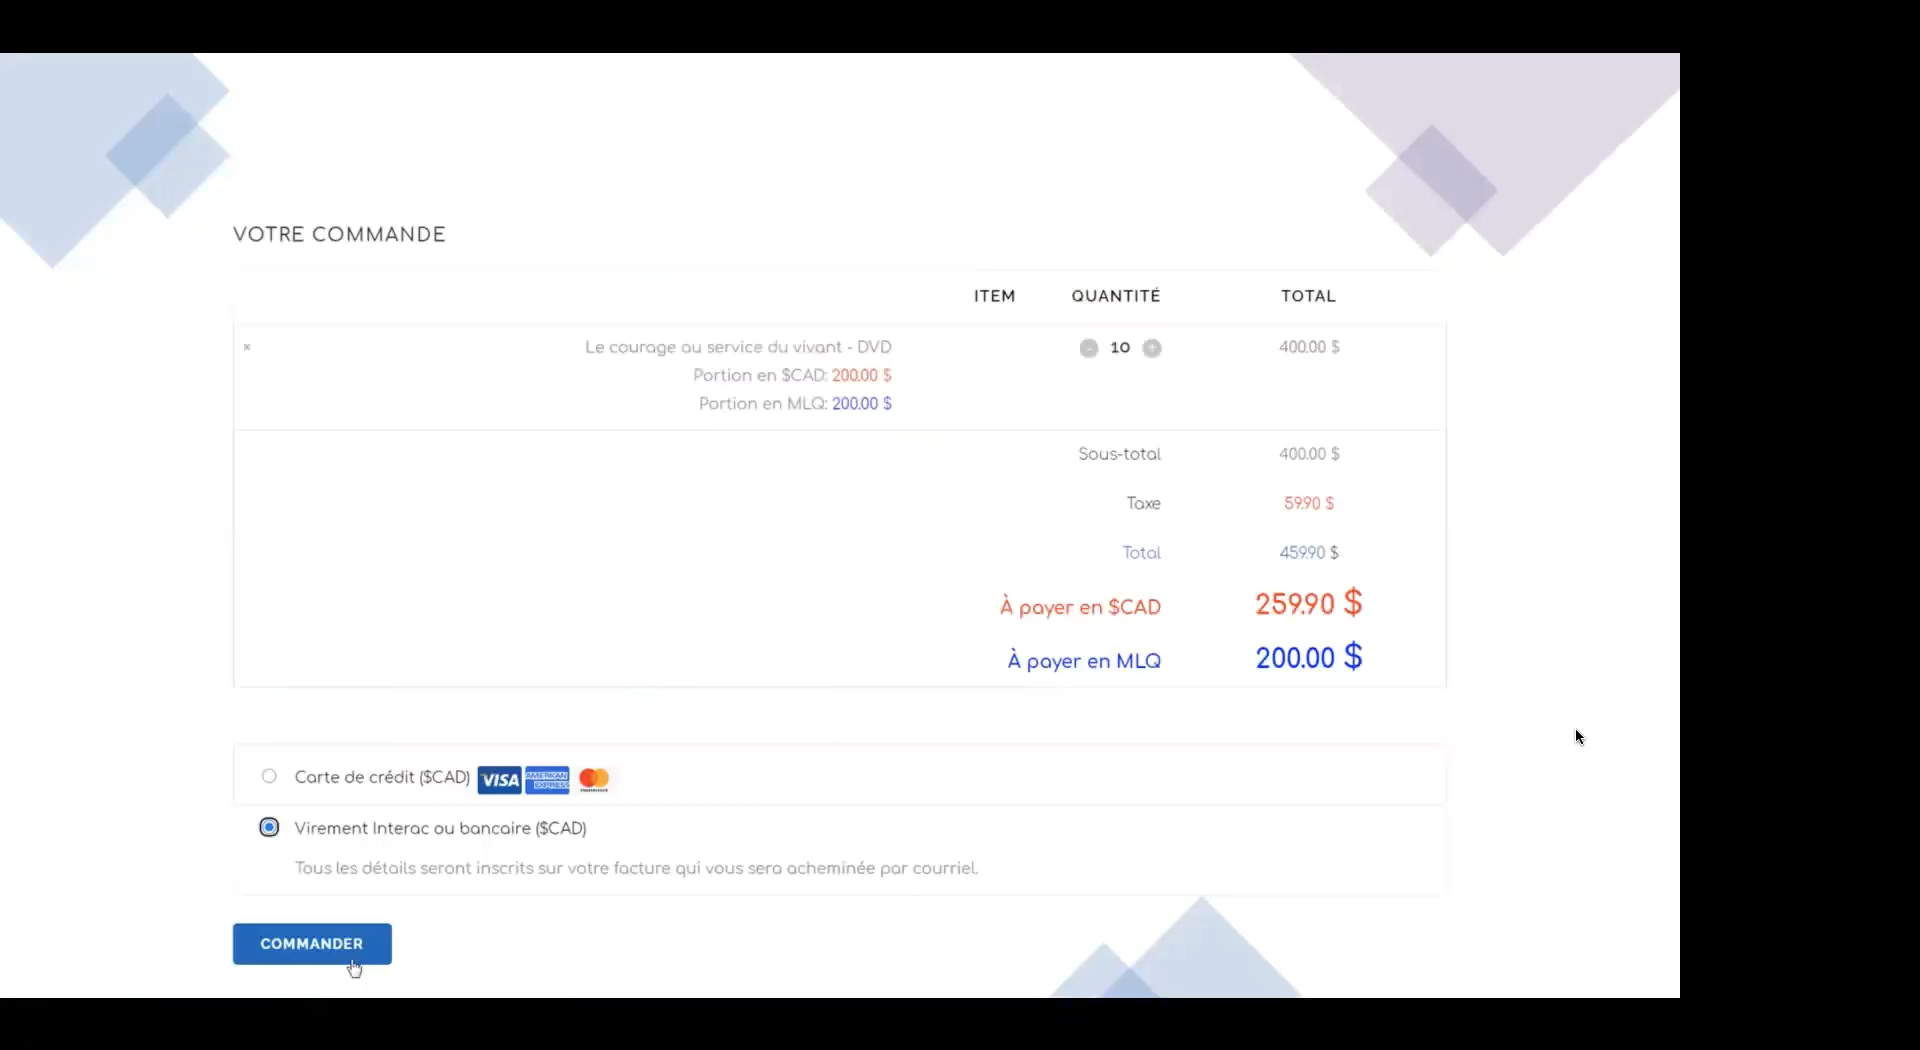 VOTRE COMMANDE
ITEM QUANTITÉ TOTAL
× Le courage au service du vivant - DVD - 10 + 400.00 $
Portion en $CAD: 200.00 $
Portion en MLQ: 200.00 $
Sous-total 400.00 $
Taxe 59.90 $
Total 459.90 $
À payer en $CAD 259.90 $
À payer en MLQ 200.00 $
Carte de crédit ($CAD) VISA AMERICAN EXPRESS
Virement Interac ou bancaire ($CAD)
Tous les détails seront inscrits sur votre facture qui vous sera acheminée par courriel.
COMMANDER